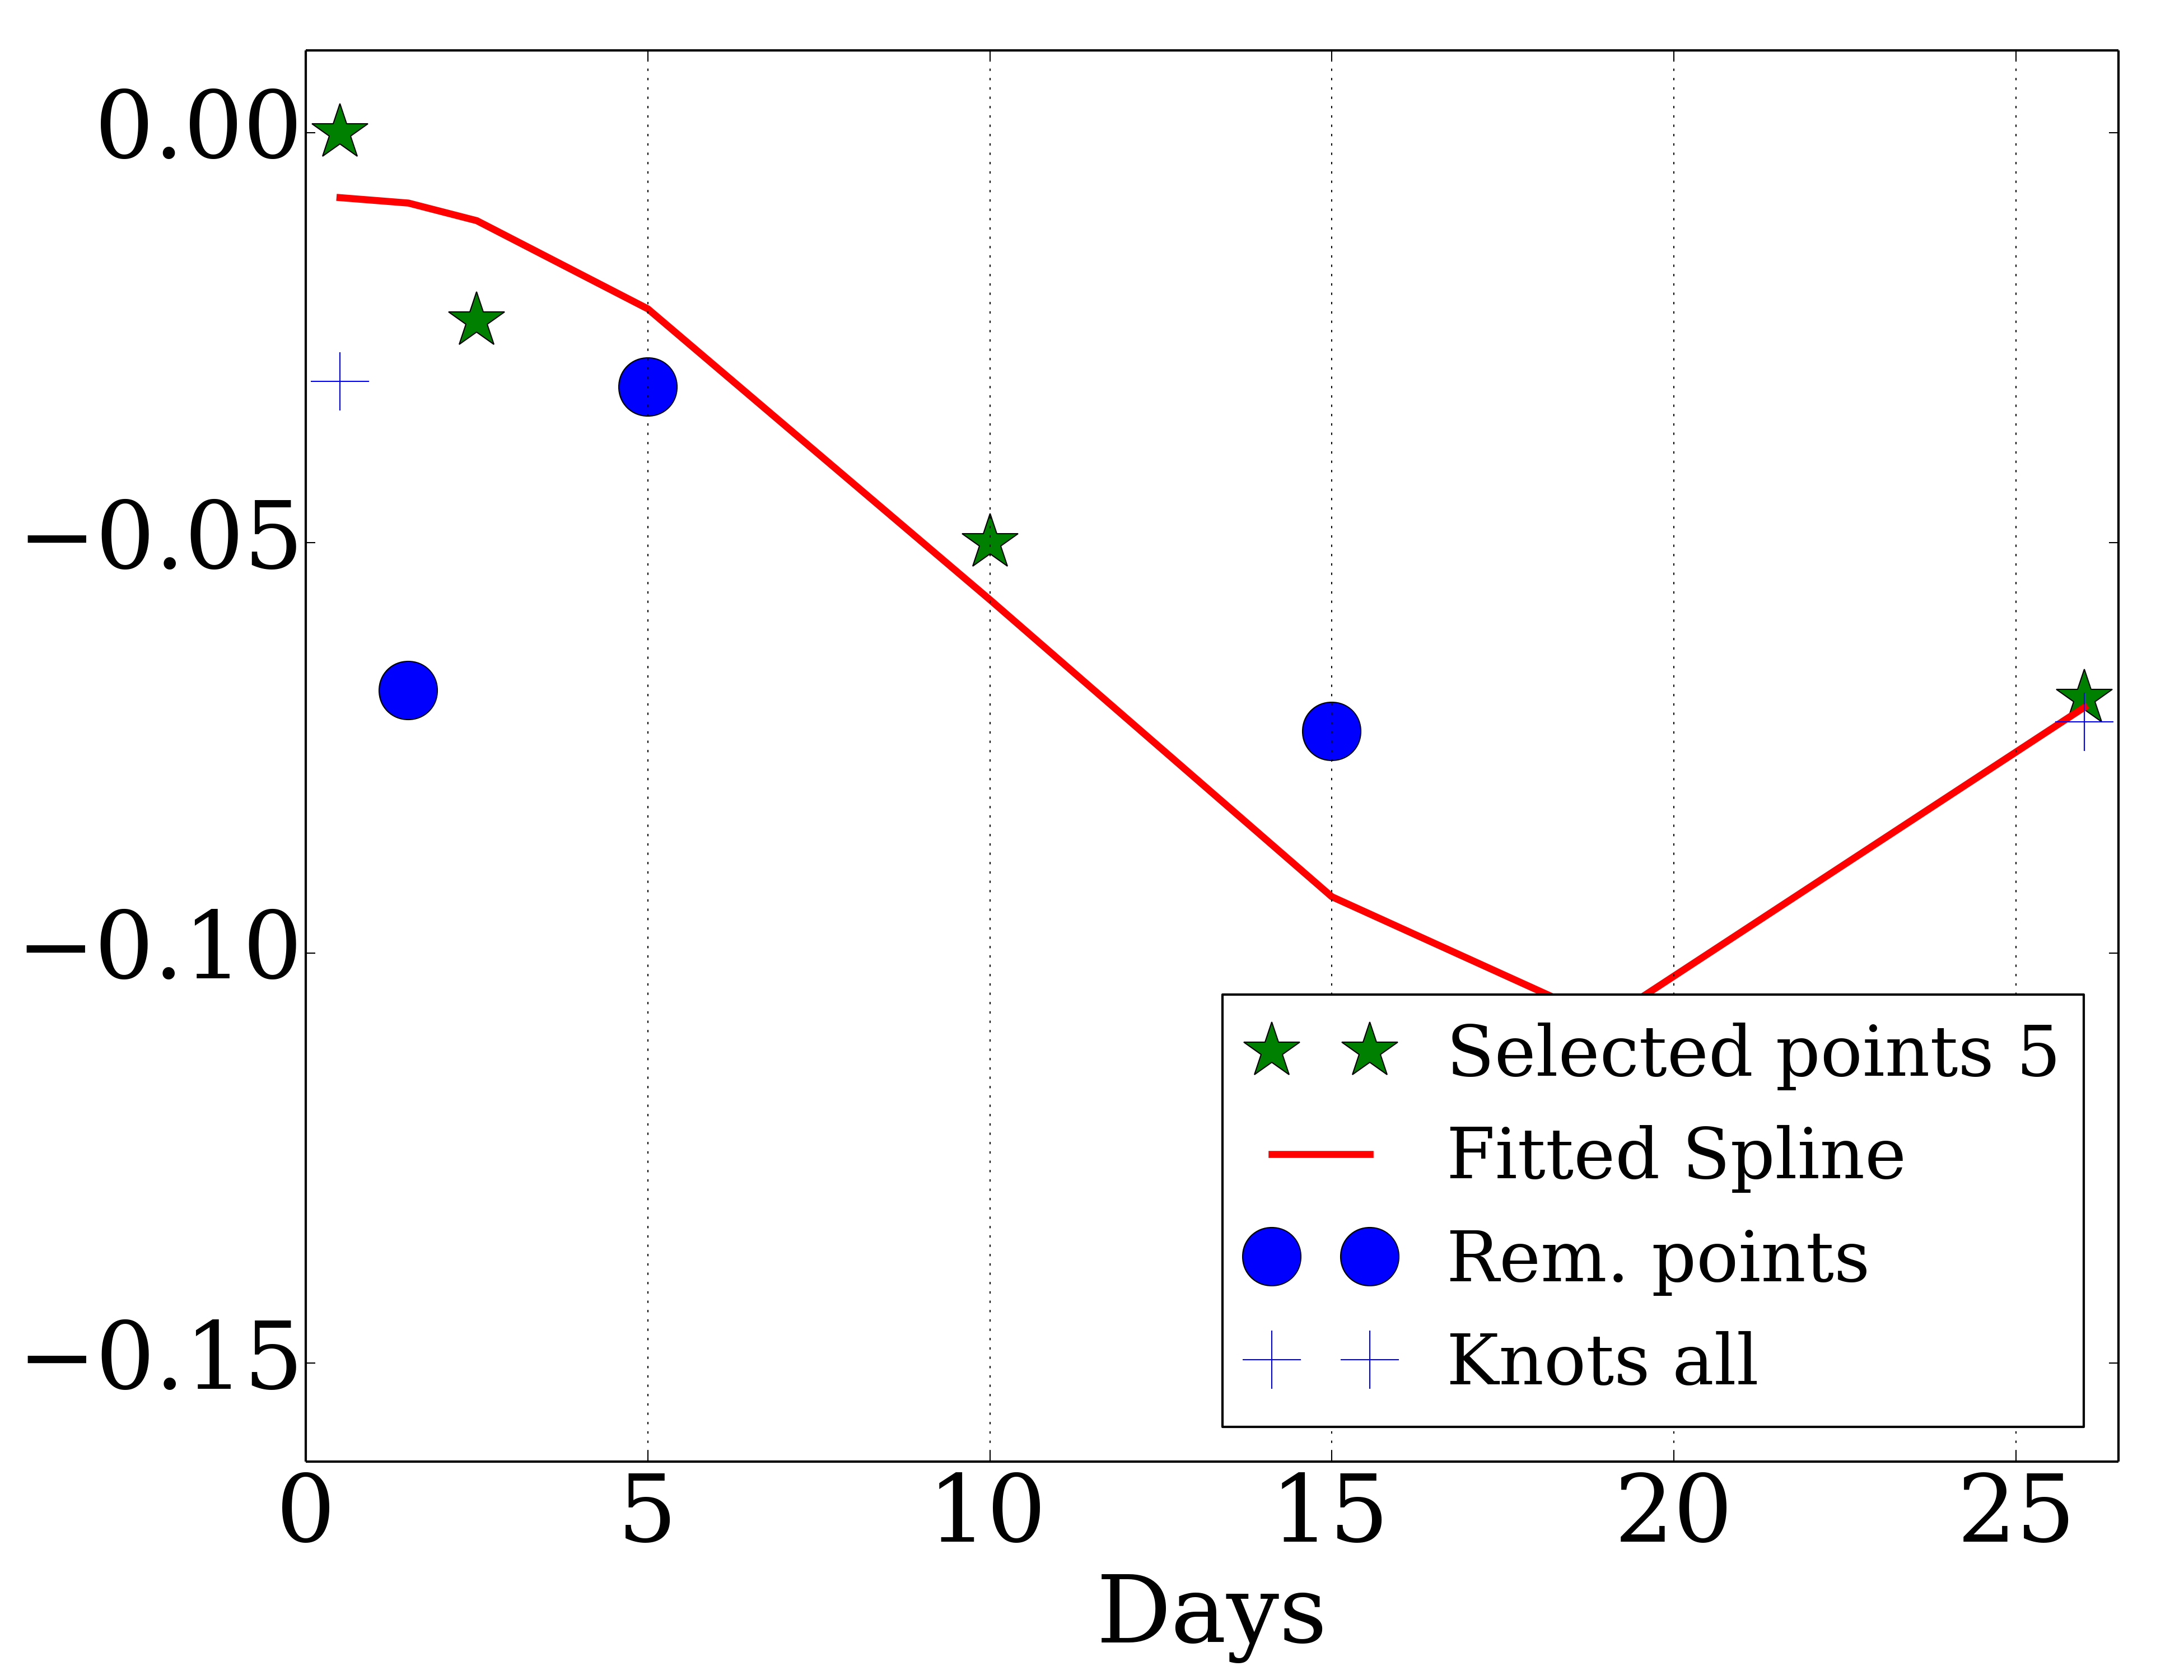 0.00
−0.05
−0.10
−0.15
Selected points 5
Fitted Spline
Rem. points
Knots all
0 5 10 15 20 25
Days